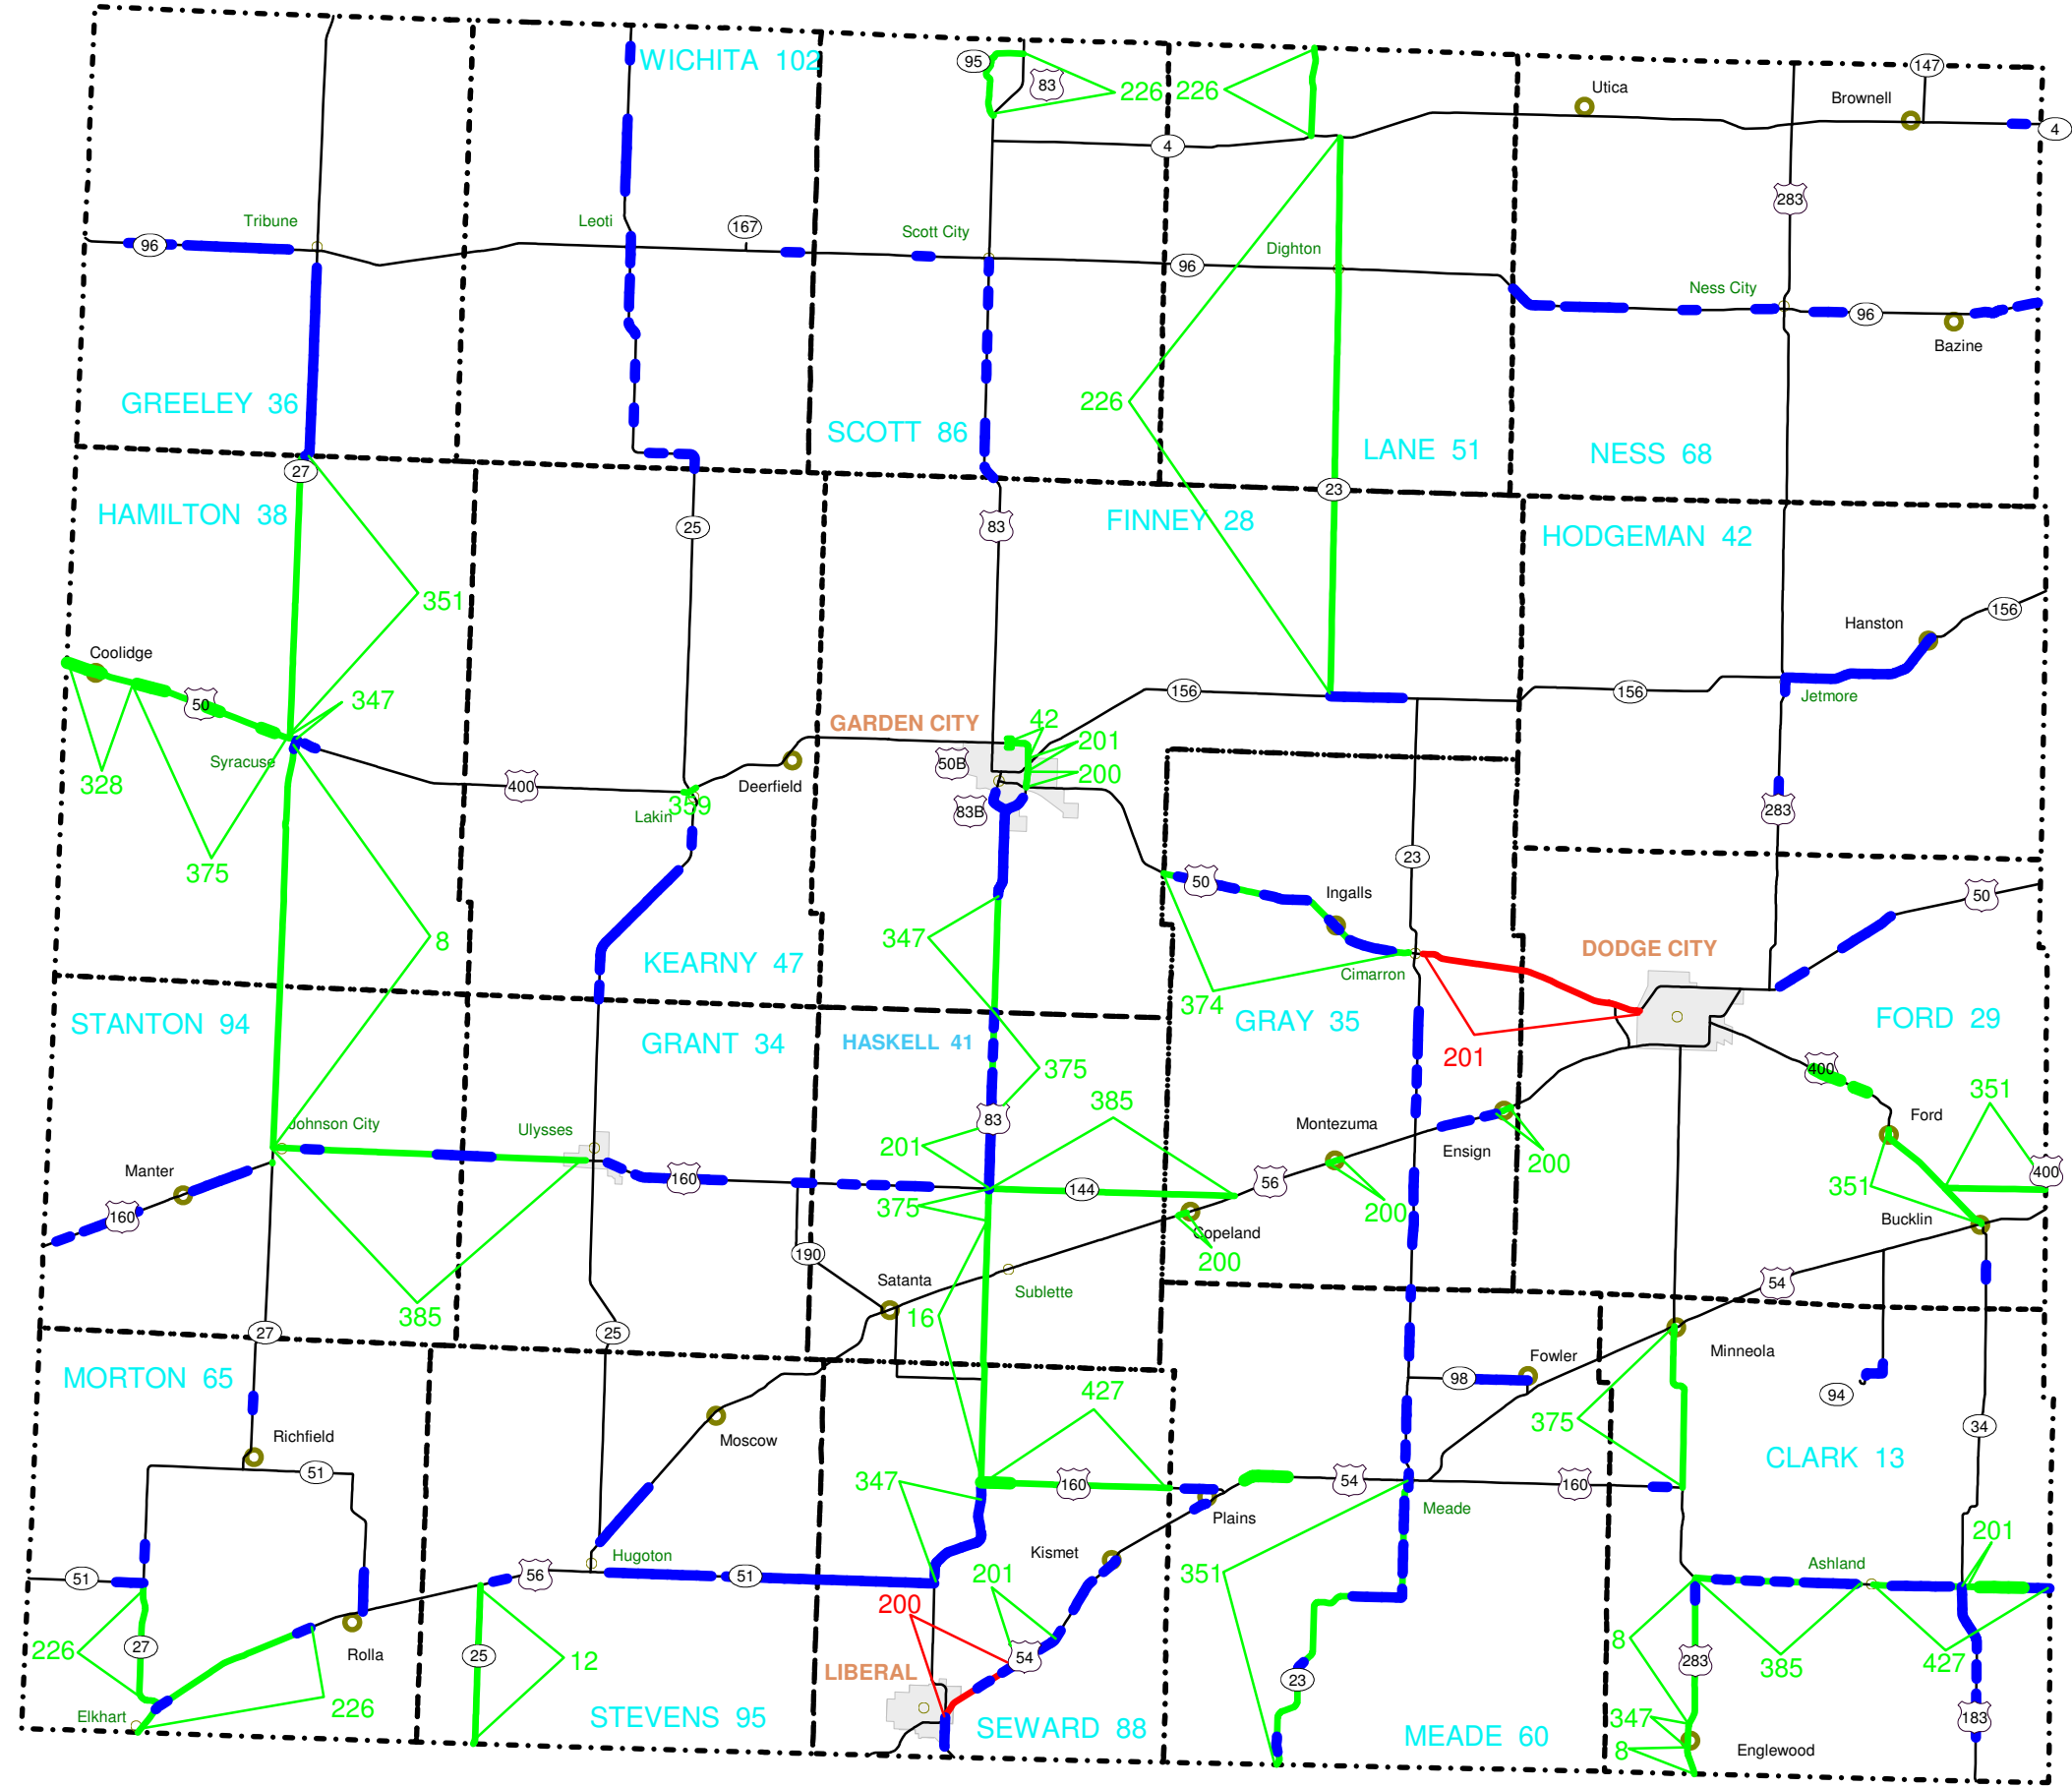 WICHITA 102
95
83
226
226
Utica
147
Brownell
4
4
283
Tribune
Leoti
167
Scott City
Dighton
96
96
Ness City
96
Bazine
GREELEY 36
226
SCOTT 86
LANE 51
NESS 68
27
23
HAMILTON 38
25
83
FINNEY 28
HODGEMAN 42
351
156
Hanston
Coolidge
50
347
156
156
Jetmore
GARDEN CITY
42
201
Syracuse
328
400
Deerfield
50B
200
359
Lakin
83B
283
375
23
50
Ingalls
50
8
347
KEARNY 47
DODGE CITY
Cimarron
374
STANTON 94
GRANT 34
HASKELL 41
GRAY 35
FORD 29
201
375
400
351
385
83
Johnson City
Ulysses
201
Montezuma
Ensign
Ford
Manter
160
144
56
200
400
351
375
200
Bucklin
160
Copeland
190
200
Satanta
Sublette
54
385
16
27
25
Minneola
MORTON 65
98
Fowler
94
427
375
Moscow
34
Richfield
51
CLARK 13
347
160
54
160
Meade
Plains
201
Kismet
Hugoton
56
51
51
201
351
Ashland
200
226
27
Rolla
25
12
54
8
385
427
283
LIBERAL
23
Elkhart
226
STEVENS 95
SEWARD 88
MEADE 60
347
183
8
Englewood